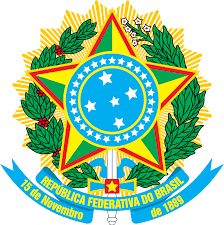 REPÚBLICA FEDERATIVA DO BRASIL
15 de Novembro
de 1889